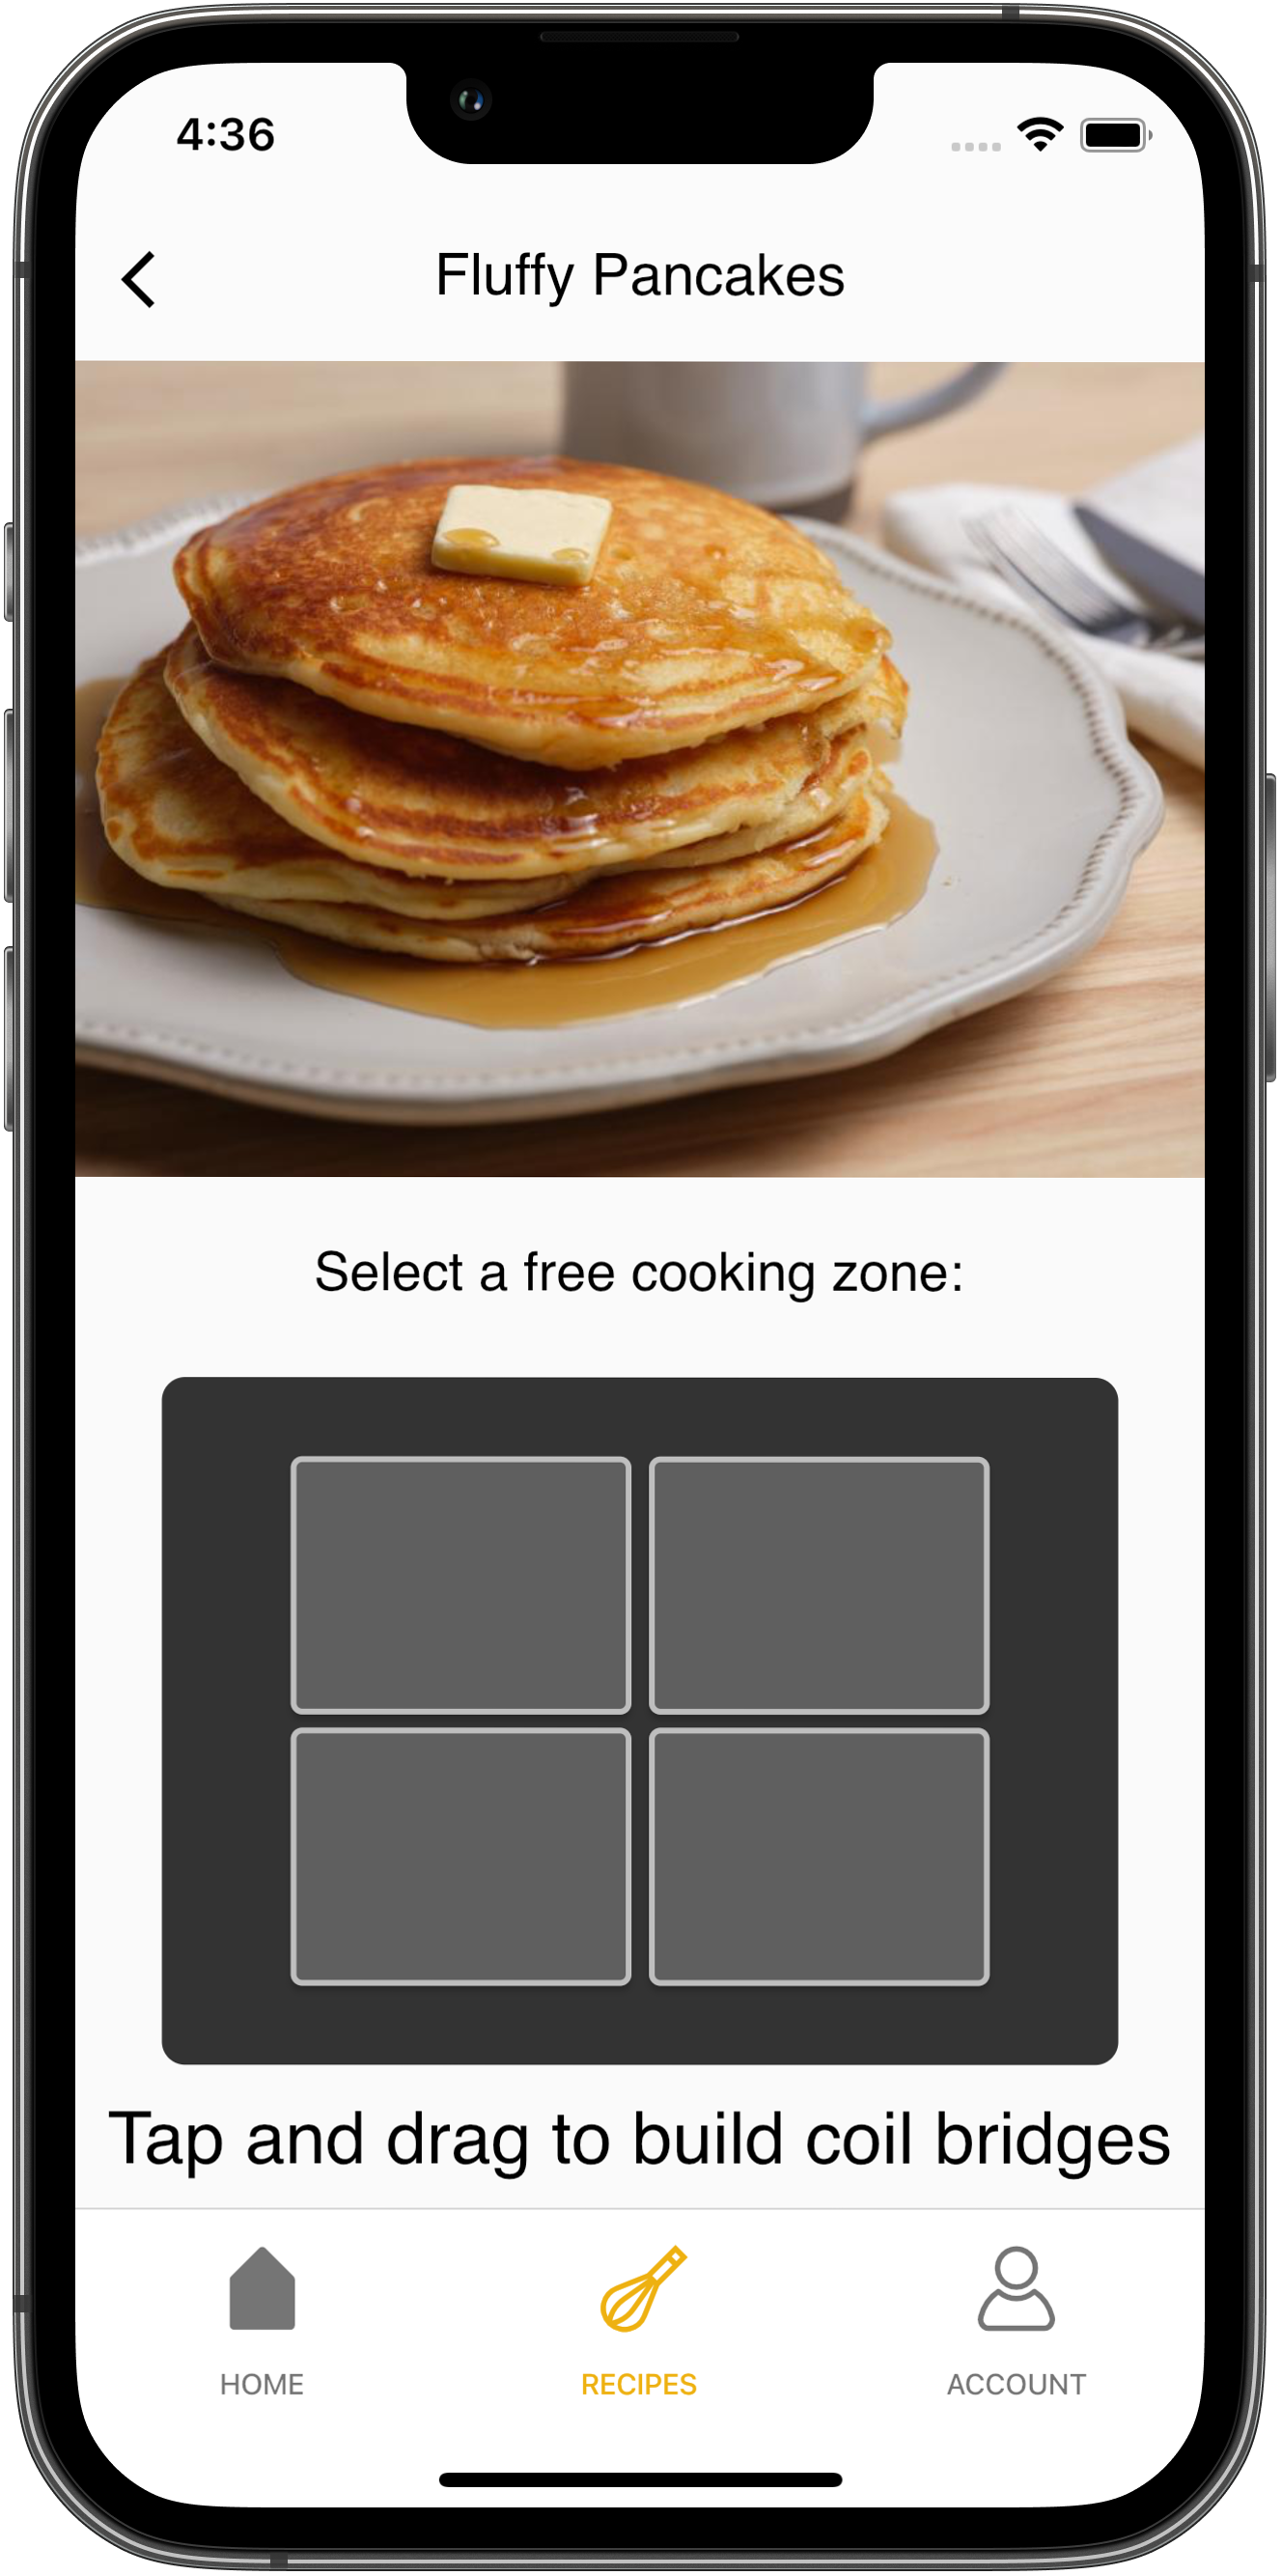 4:36
Fluffy Pancakes
Select a free cooking zone:
Tap and drag to build coil bridges
HOME
RECIPES
ACCOUNT